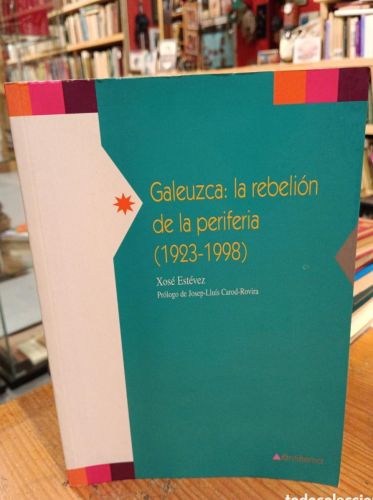 Galeuzca: la rebelión
de la periferia
(1923-1998)
Xosé Estévez
Prólogo de Josep-Lluís Carod-Rovira